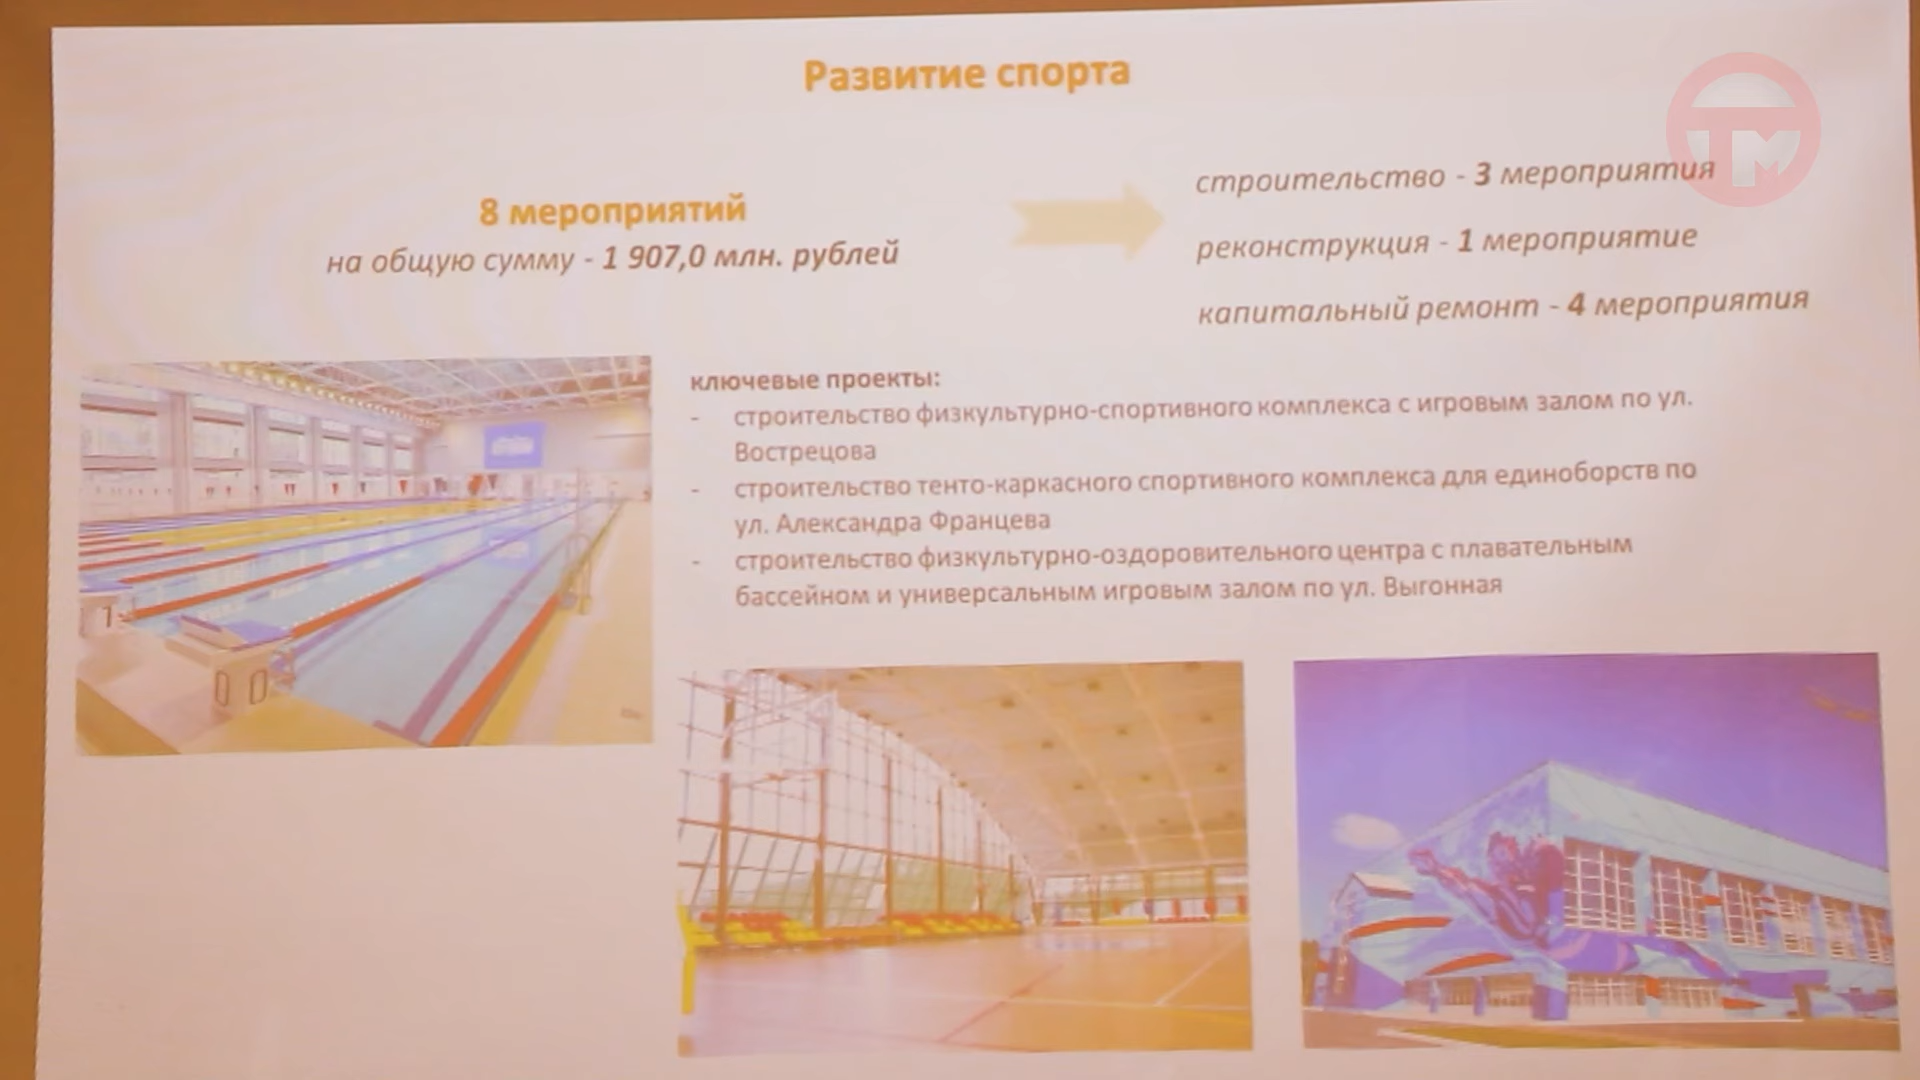 Развитие спорта
ТМ
8 мероприятий
на общую сумму - 1 907,0 млн. рублей
строительство - 3 мероприятия
реконструкция - 1 мероприятие
капитальный ремонт - 4 мероприятия
ключевые проекты:
- строительство физкультурно-спортивного комплекса с игровым залом по ул.
Вострецова
- строительство тенто-каркасного спортивного комплекса для единоборств по
ул. Александра Францева
- строительство физкультурно-оздоровительного центра с плавательным
бассейном и универсальным игровым залом по ул. Выгонная
1